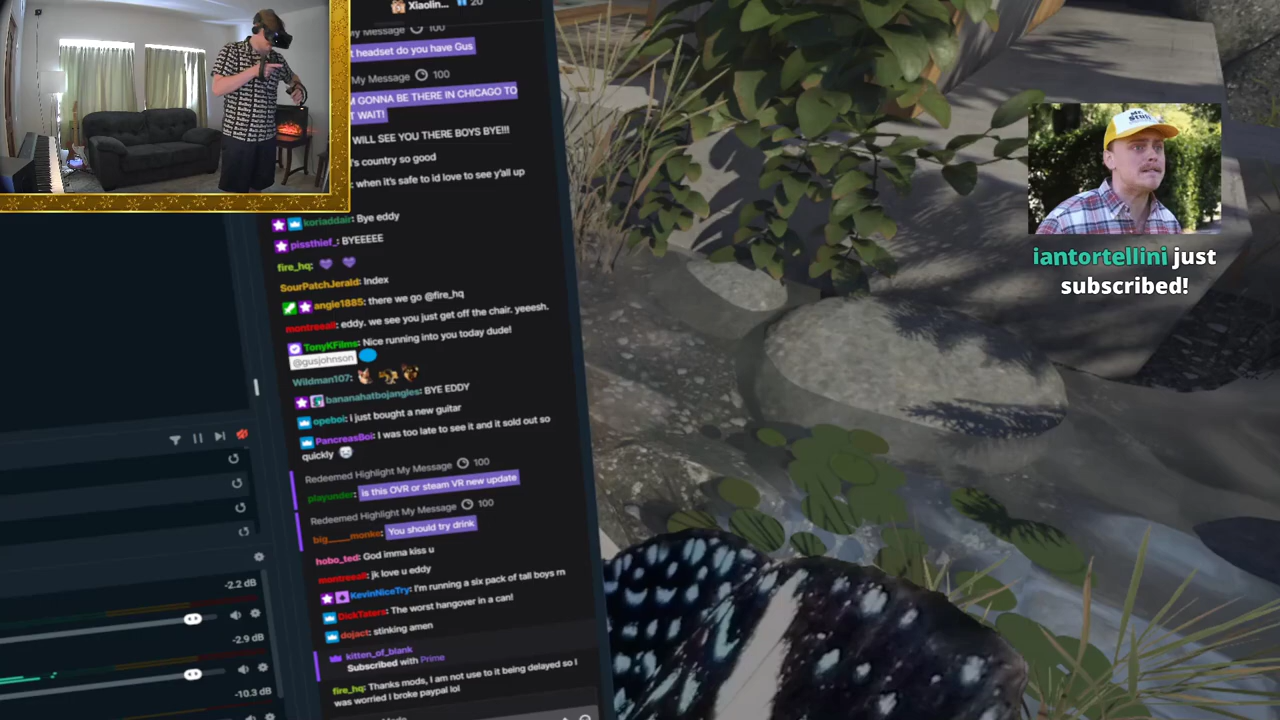 Xiaolin... 20
My Message 100
t headset do you have Gus
My Message 100
M GONNA BE THERE IN CHICAGO TO
T WAIT!
WILL SEE YOU THERE BOYS BYE!!!
's country so good
: when it's safe to id love to see y'all up
koriaddair: Bye eddy
pissthief_: BYEEEEE
fire_hq:
SourPatchJerald: Index
angie1885: there we go @fire_hq
montreeall: eddy. we see you just get off the chair. yeeesh.
TonyKFilms: Nice running into you today dude!
@gusjohnson
Wildman107:
bananahatbojangles: BYE EDDY
opeboi: i just bought a new guitar
PancreasBoi: I was too late to see it and it sold out so
quickly
Redeemed Highlight My Message 100
playunder: is this OVR or steam VR new update
Redeemed Highlight My Message 100
big_____monke: You should try drink
hobo_ted: God imma kiss u
montreeall: jk love u eddy
KevinNiceTry: I'm running a six pack of tall boys rn
DickTaters: The worst hangover in a can!
dojact: stinking amen
kitten_of_blank
Subscribed with Prime
fire_hq: Thanks mods, I am not use to it being delayed so I
was worried I broke paypal lol
-2.2 dB
-2.9 dB
-10.3 dB
iantortellini just
subscribed!